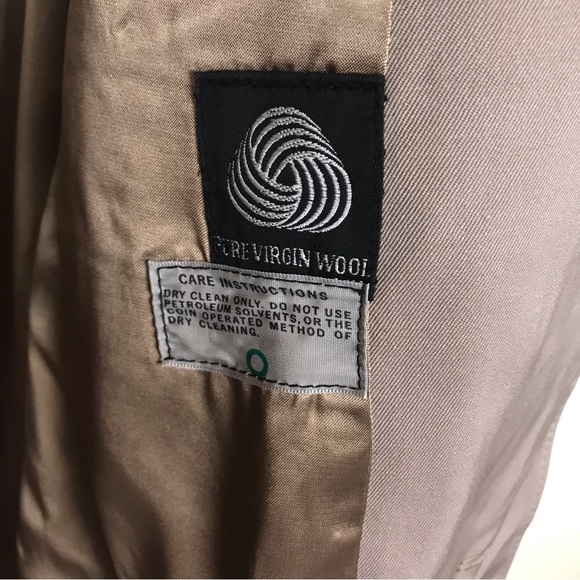 PURE VIRGIN WOOL
CARE INSTRUCTIONS
DRY CLEAN ONLY. DO NOT USE
PETROLEUM SOLVENTS, OR THE
COIN OPERATED METHOD OF
DRY CLEANING.